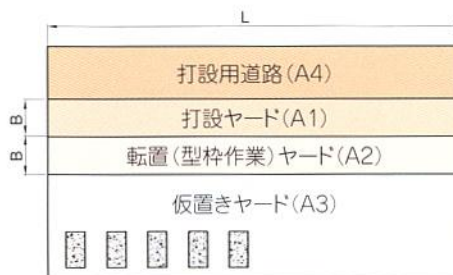 L
打設用道路(A4)
B
打設ヤード(A1)
B
転置(型枠作業)ヤード(A2)
仮置きヤード(A3)